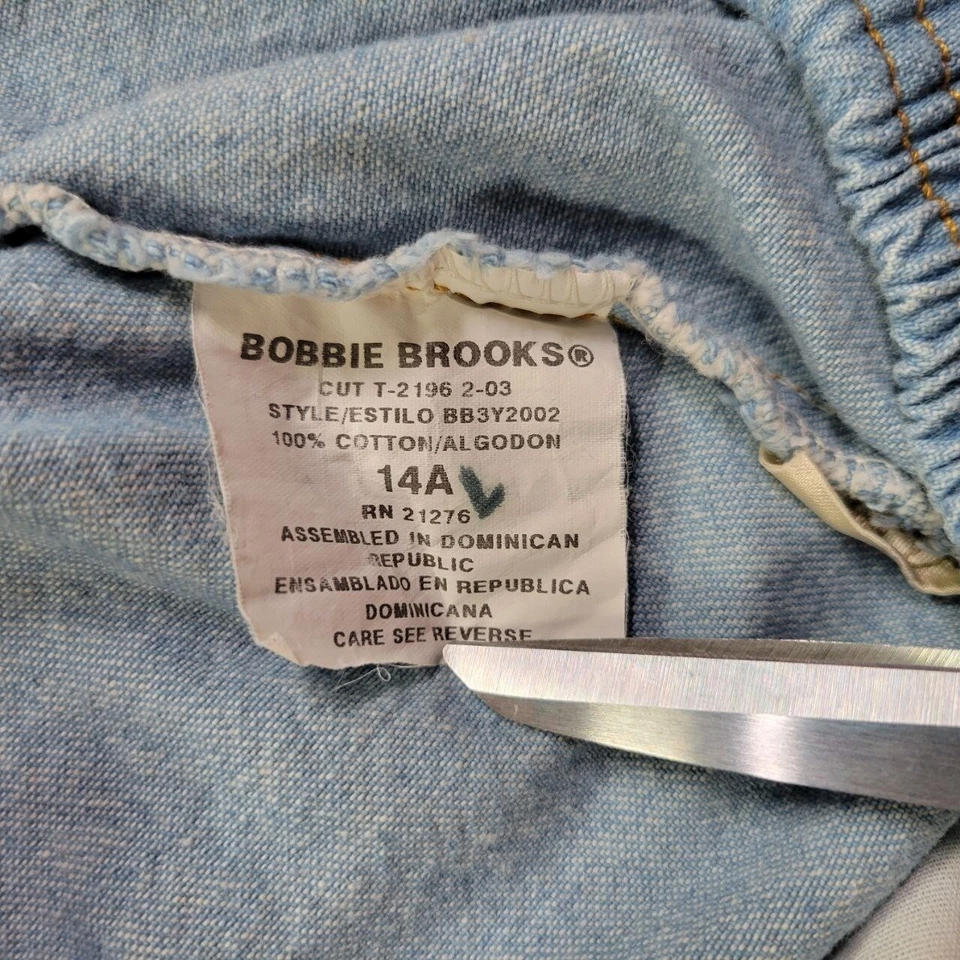 BOBBIE BROOKS®
CUT T-2196 2-03
STYLE/ESTILO BB3Y2002
100% COTTON/ALGODON
14A
RN 21276
ASSEMBLED IN DOMINICAN
REPUBLIC
ENSAMBLADO EN REPUBLICA
DOMINICANA
CARE SEE REVERSE